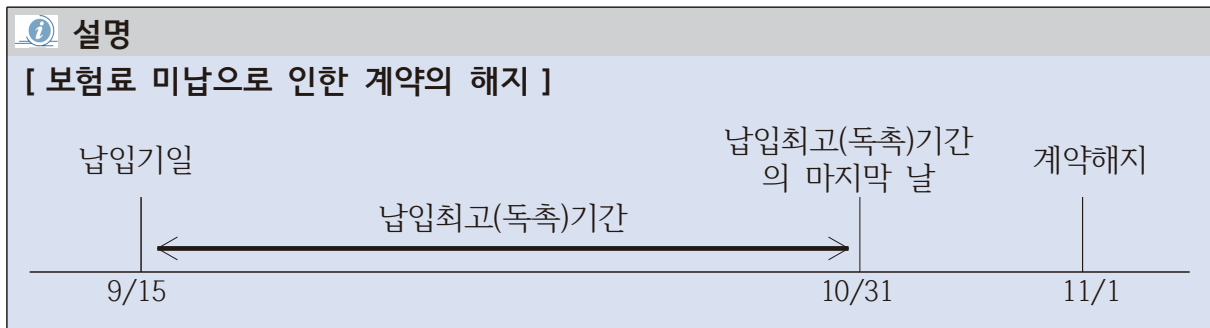 설명
[ 보험료 미납으로 인한 계약의 해지 ]
납입기일
납입최고(독촉)기간
의 마지막 날
계약해지
납입최고(독촉)기간
9/15
10/31
11/1